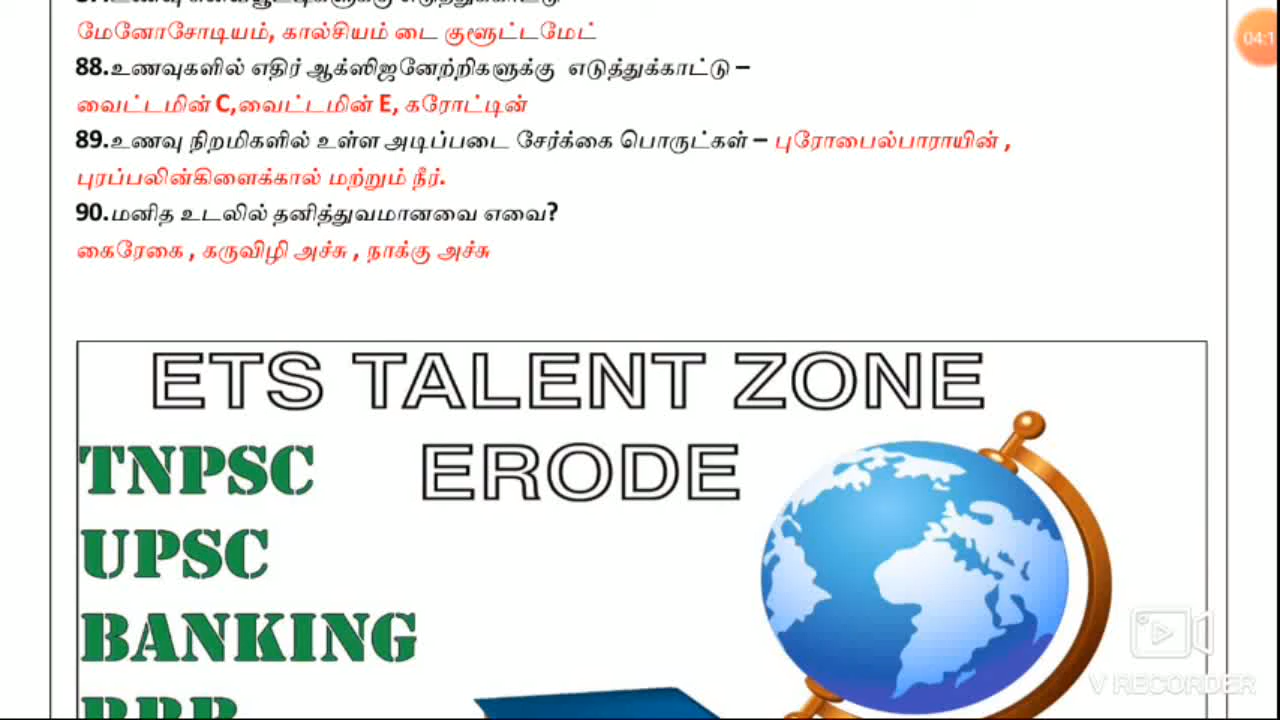 மேனோசோடியம், கால்சியம் டை குளூட்டமேட்
04:1
88.உணவுகளில் எதிர் ஆக்ஸிஜனேற்றிகளுக்கு எடுத்துக்காட்டு –
வைட்டமின் C,வைட்டமின் E, கரோட்டின்
89.உணவு நிறமிகளில் உள்ள அடிப்படை சேர்க்கை பொருட்கள் – புரோபைல்பாராயின் ,
புரப்பலின்கிளைக்கால் மற்றும் நீர்.
90.மனித உடலில் தனித்துவமானவை எவை?
கைரேகை , கருவிழி அச்சு , நாக்கு அச்சு
ETS TALENT ZONE
ERODE
TNPSC
UPSC
BANKING
V RECORDER